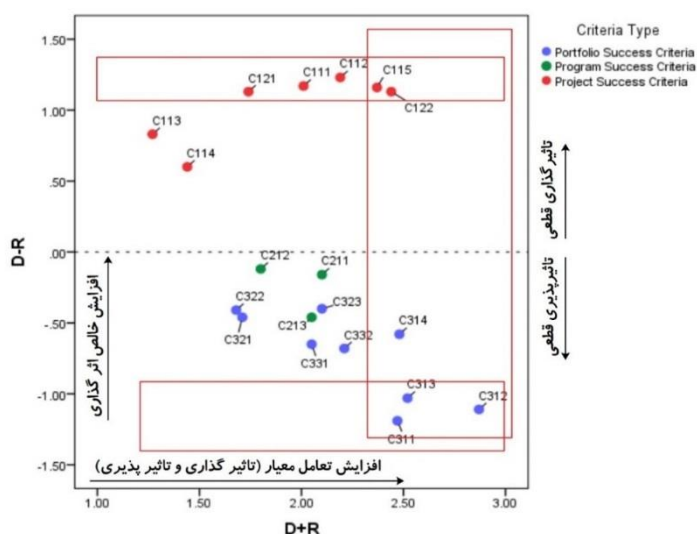 Criteria Type
Portfolio Success Criteria
Program Success Criteria
Project Success Criteria
1.50
1.00
.50
.00
-.50
-1.00
-1.50
D-R
C121
C111
C112
C115
C122
C113
C114
C212
C211
C322
C323
C321
C213
C314
C331
C332
C313
C312
C311
تاثیرگذاری قطعی
تاثیرپذیری قطعی
افزایش خالص اثر گذاری
افزایش تعامل معیار (تاثیر گذاری و تاثیر پذیری)
1.00
1.50
2.00
2.50
3.00
D+R